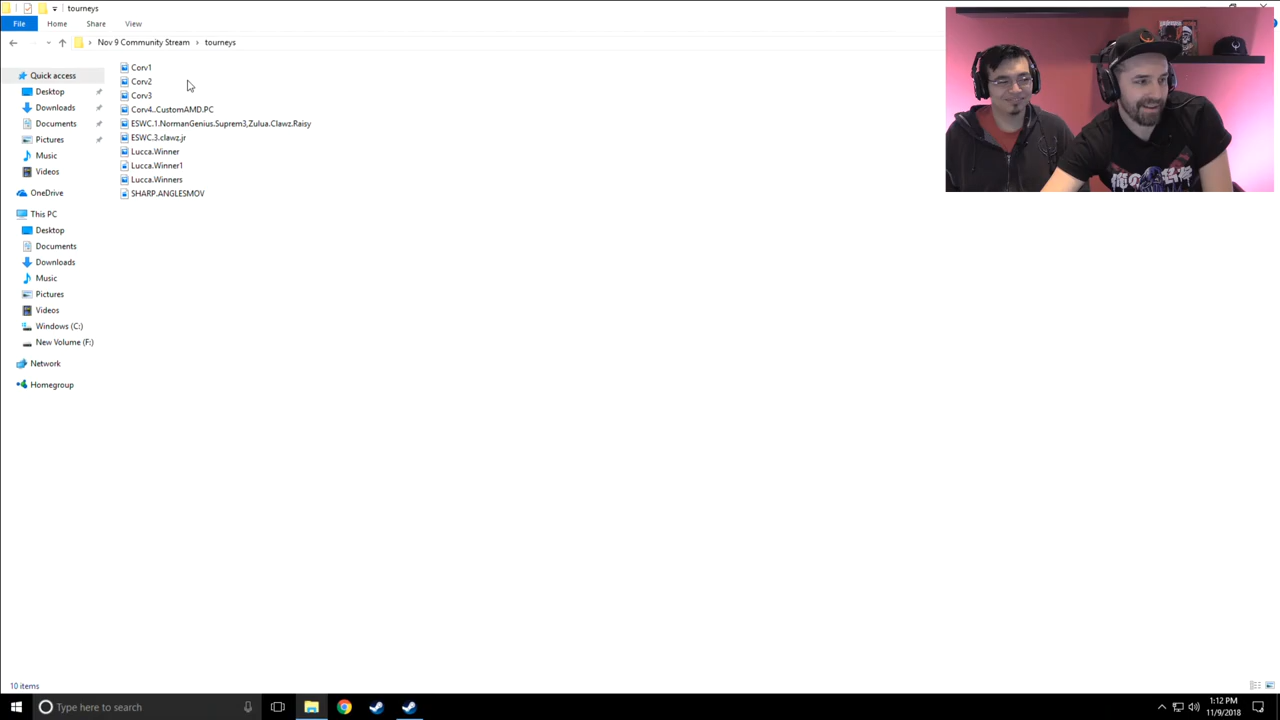 tourneys
File Home Share View
Nov 9 Community Stream › tourneys
Quick access
Desktop
Downloads
Documents
Pictures
Music
Videos
OneDrive
This PC
Desktop
Documents
Downloads
Music
Pictures
Videos
Windows (C:)
New Volume (F:)
Network
Homegroup
Corv1
Corv2
Corv3
Corv4..CustomAMD.PC
ESWC.1.NormanGenius.Suprem3,Zulua.Clawz.Raisy
ESWC.3.clawz.jr
Lucca.Winner
Lucca.Winner1
Lucca.Winners
SHARP.ANGLESMOV
10 items
Type here to search
1:12 PM
11/9/2018